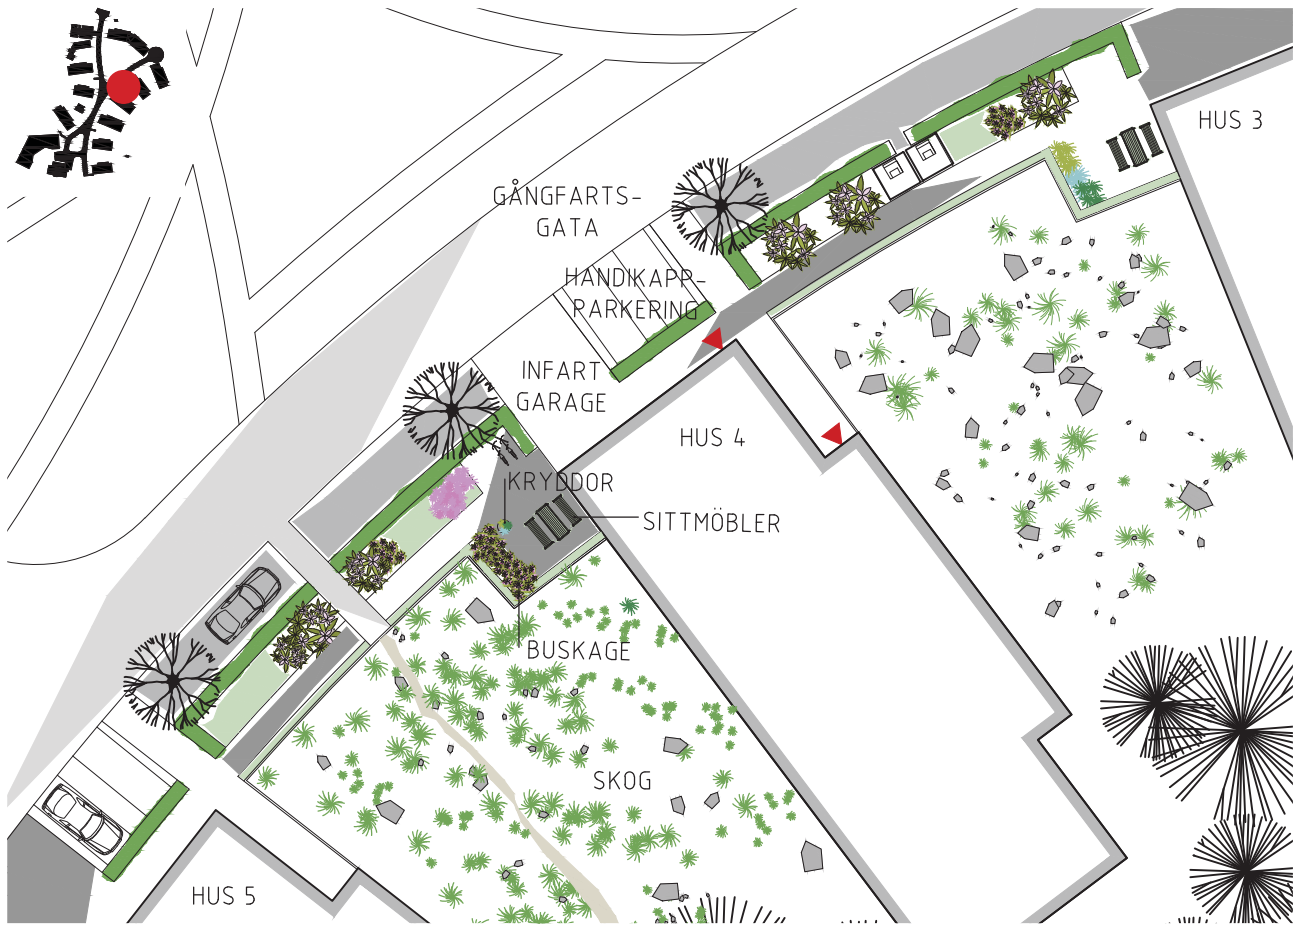 HUS 3
GÅNGFARTS-
GATA
HANDIKAPP-
PARKERING
INFART
GARAGE
HUS 4
KRYDDOR
SITTMÖBLER
BUSKAGE
SKOG
HUS 5